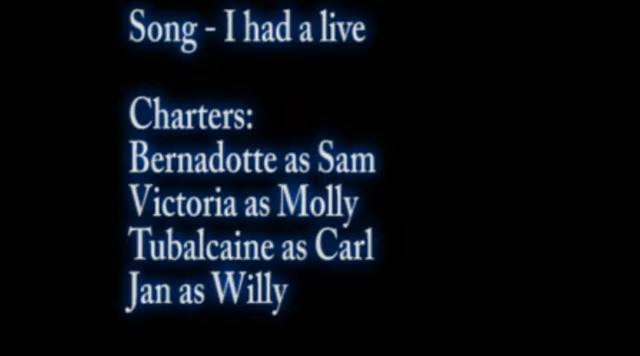 Song - I had a live
Charters:
Bernadotte as Sam
Victoria as Molly
Tubalcaine as Carl
Jan as Willy